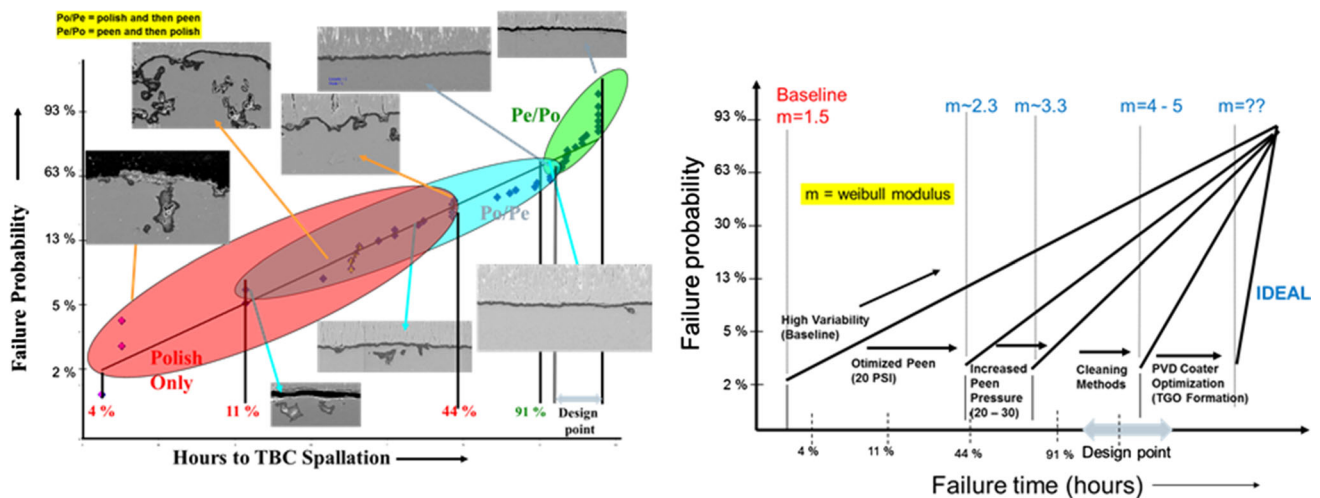 Po/Pe = polish and then peen
Pe/Po = peen and then polish
Failure Probability
93 %
63 %
13 %
5 %
2 %
Pe/Po
Po/Pe
Polish
Only
4 %
11 %
44 %
91 %
Design
point
Hours to TBC Spallation
Failure probability
93 %
63 %
30 %
13 %
5 %
2 %
Baseline
m=1.5
m~2.3
m~3.3
m=4 - 5
m=??
m = weibull modulus
IDEAL
High Variability
(Baseline)
Otimized Peen
(20 PSI)
Increased
Peen
Pressure
(20 – 30)
Cleaning
Methods
PVD Coater
Optimization
(TGO Formation)
4 %
11 %
44 %
91 %
Design point
Failure time (hours)